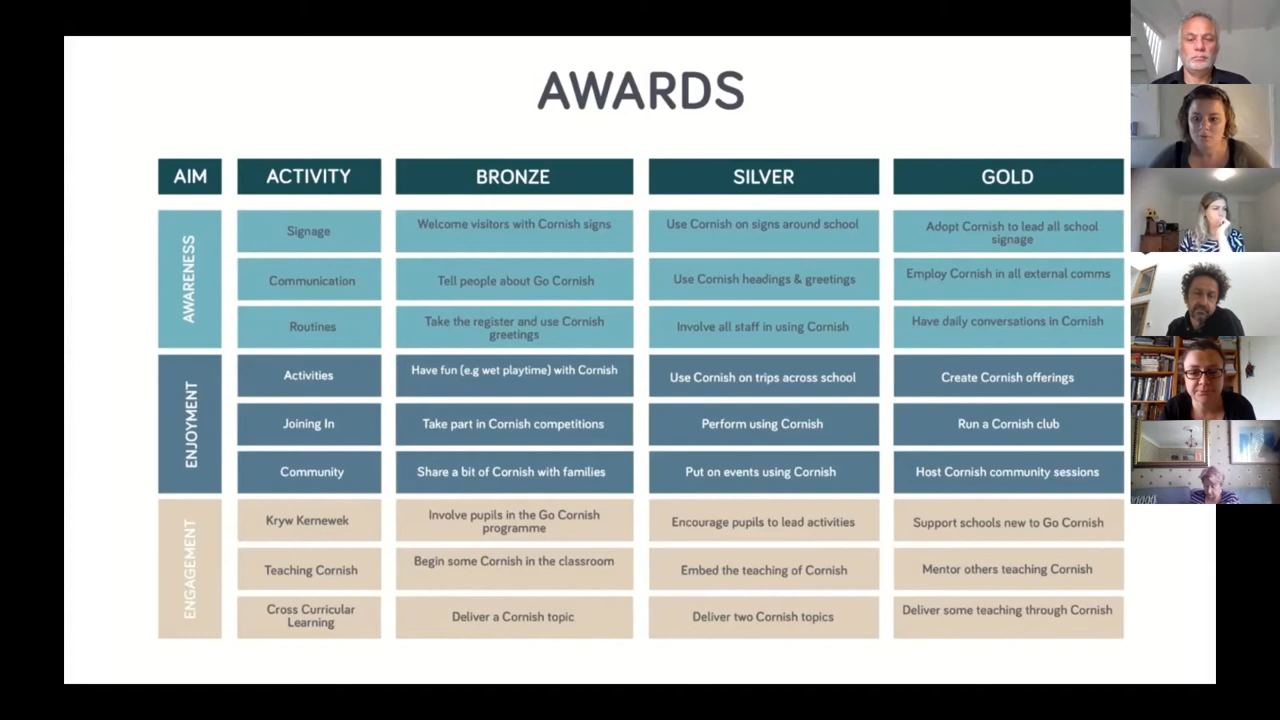 AWARDS
AIM
ACTIVITY
BRONZE
SILVER
GOLD
AWARENESS
Signage
Welcome visitors with Cornish signs
Use Cornish on signs around school
Adopt Cornish to lead all school
signage
Communication
Tell people about Go Cornish
Use Cornish headings & greetings
Employ Cornish in all external comms
Routines
Take the register and use Cornish
greetings
Involve all staff in using Cornish
Have daily conversations in Cornish
ENJOYMENT
Activities
Have fun (e.g wet playtime) with Cornish
Use Cornish on trips across school
Create Cornish offerings
Joining In
Take part in Cornish competitions
Perform using Cornish
Run a Cornish club
Community
Share a bit of Cornish with families
Put on events using Cornish
Host Cornish community sessions
ENGAGEMENT
Kryw Kernewek
Involve pupils in the Go Cornish
programme
Encourage pupils to lead activities
Support schools new to Go Cornish
Teaching Cornish
Begin some Cornish in the classroom
Embed the teaching of Cornish
Mentor others teaching Cornish
Cross Curricular
Learning
Deliver a Cornish topic
Deliver two Cornish topics
Deliver some teaching through Cornish